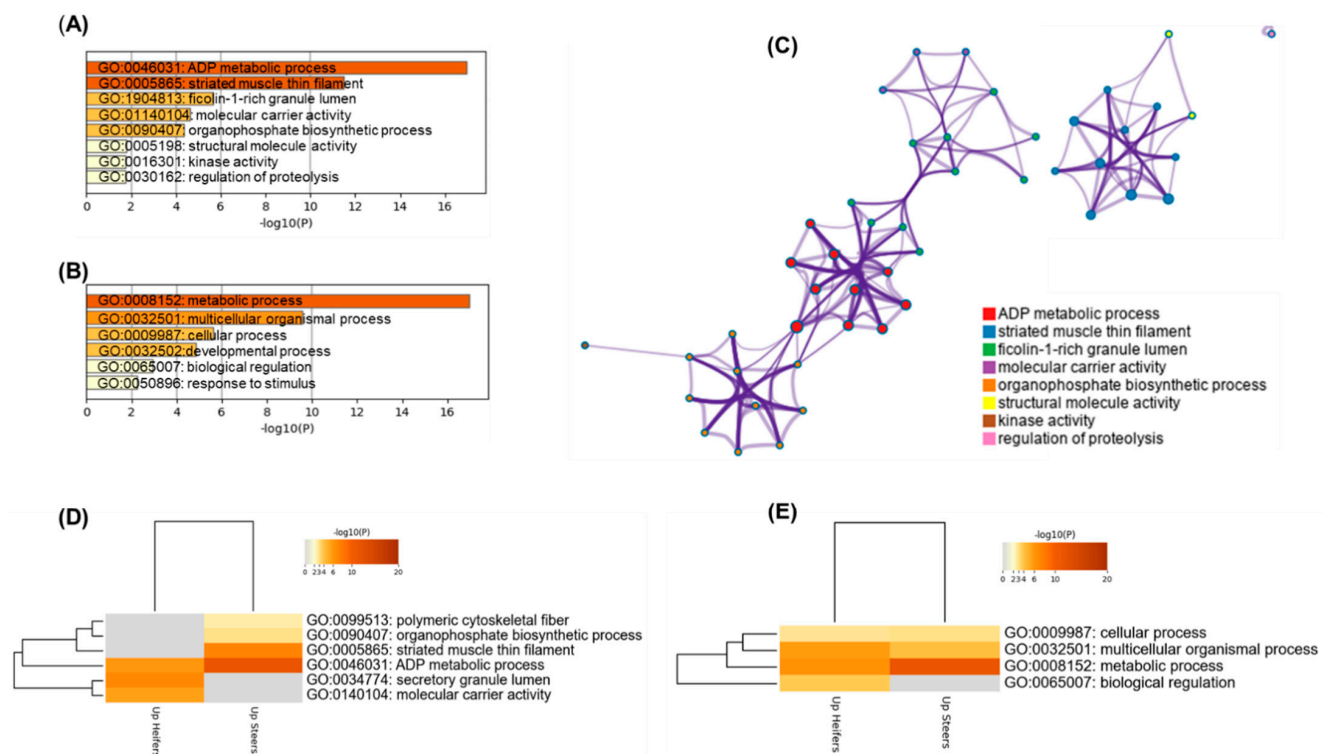 (A)
GO:0046031: ADP metabolic process
GO:0005865: striated muscle thin filament
GO:1904813: ficolin-1-rich granule lumen
GO:01140104: molecular carrier activity
GO:0090407: organophosphate biosynthetic process
GO:0005198: structural molecule activity
GO:0016301: kinase activity
GO:0030162: regulation of proteolysis
0 2 4 6 8 10 12 14 16
-log10(P)
(B)
GO:0008152: metabolic process
GO:0032501: multicellular organismal process
GO:0009987: cellular process
GO:0032502:developmental process
GO:0065007: biological regulation
GO:0050896: response to stimulus
0 2 4 6 8 10 12 14 16
-log10(P)
(C)
ADP metabolic process
striated muscle thin filament
ficolin-1-rich granule lumen
molecular carrier activity
organophosphate biosynthetic process
structural molecule activity
kinase activity
regulation of proteolysis
(D)
-log10(P)
0 2 3 4 6 10 20
GO:0099513: polymeric cytoskeletal fiber
GO:0090407: organophosphate biosynthetic process
GO:0005865: striated muscle thin filament
GO:0046031: ADP metabolic process
GO:0034774: secretory granule lumen
GO:0140104: molecular carrier activity
Up Heifers
Up Steers
(E)
-log10(P)
0 2 3 4 6 10 20
GO:0009987: cellular process
GO:0032501: multicellular organismal process
GO:0008152: metabolic process
GO:0065007: biological regulation
Up Heifers
Up Steers